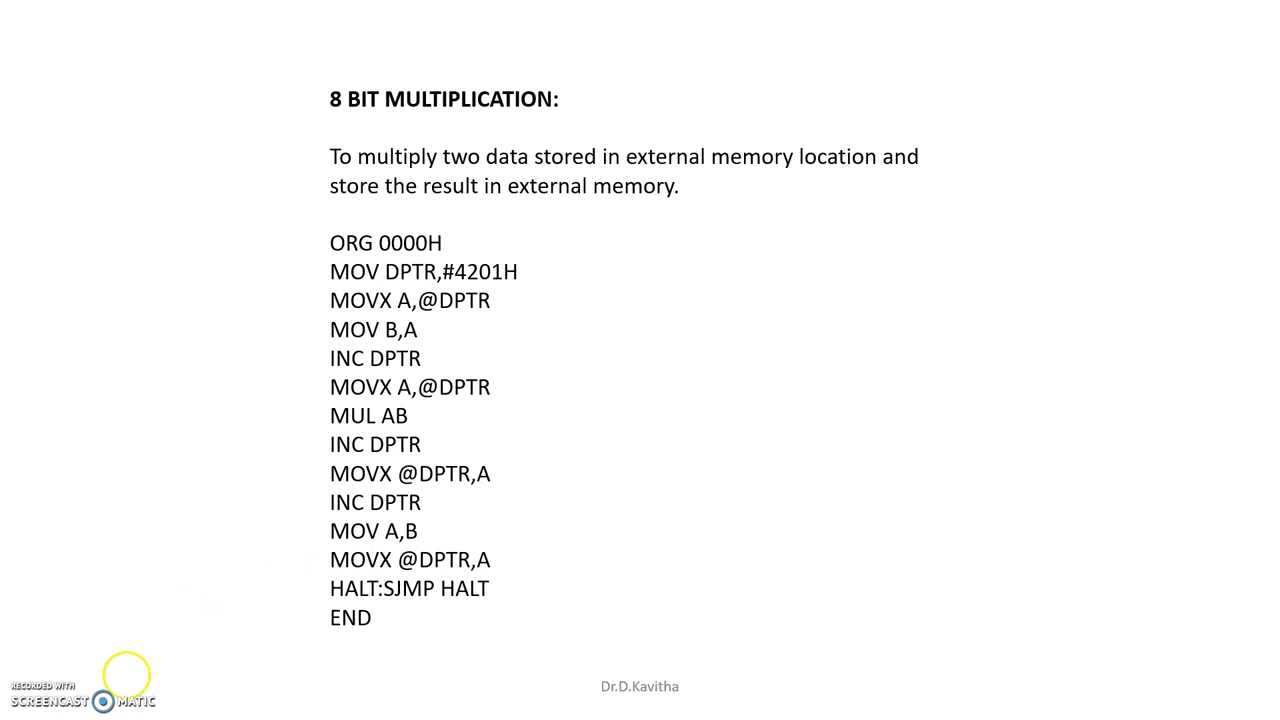 8 BIT MULTIPLICATION:
To multiply two data stored in external memory location and
store the result in external memory.
ORG 0000H
MOV DPTR,#4201H
MOVX A,@DPTR
MOV B,A
INC DPTR
MOVX A,@DPTR
MUL AB
INC DPTR
MOVX @DPTR,A
INC DPTR
MOV A,B
MOVX @DPTR,A
HALT:SJMP HALT
END
Dr.D.Kavitha
RECORDED WITH
SCREENCAST MATIC